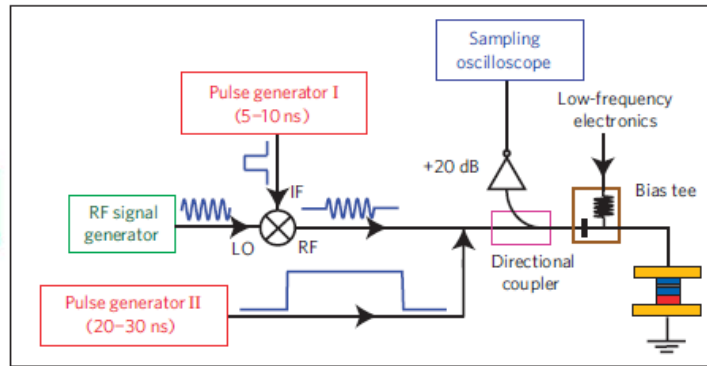 Sampling
oscilloscope
Pulse generator I
(5–10 ns)
Low-frequency
electronics
+20 dB
Bias tee
IF
RF signal
generator
LO
RF
Directional
coupler
Pulse generator II
(20–30 ns)